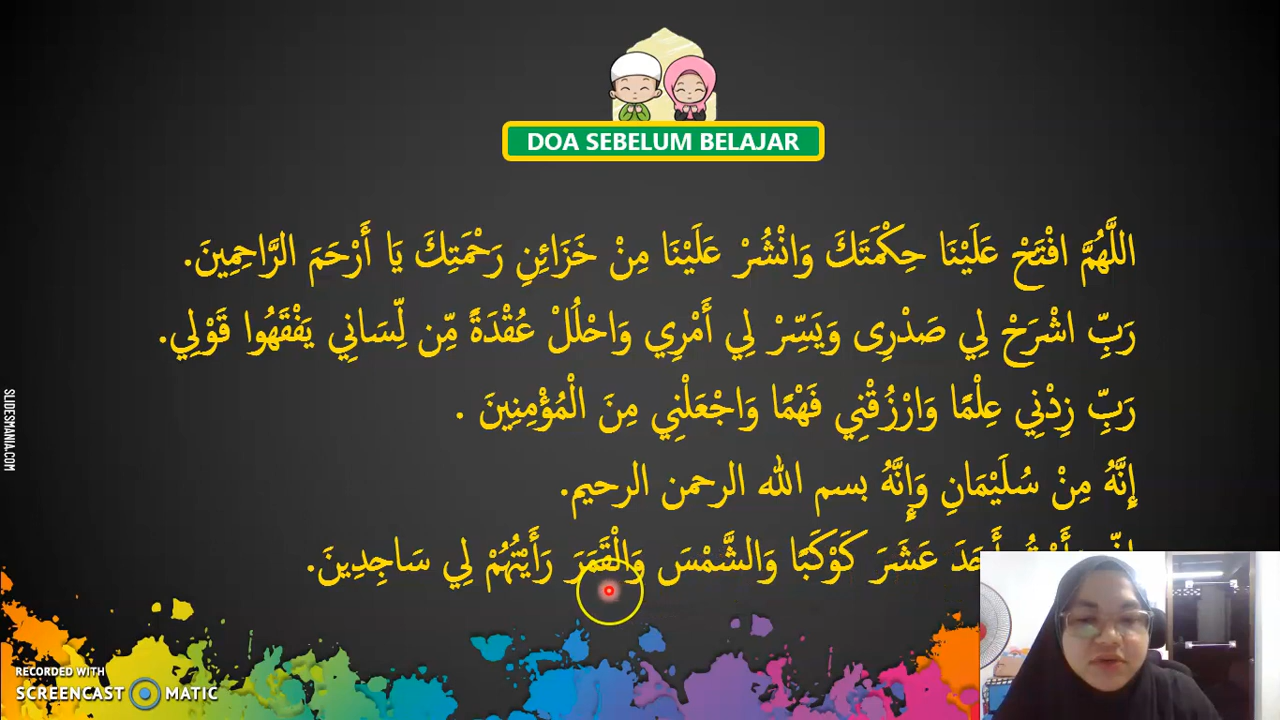 DOA SEBELUM BELAJAR
اللَّهُمَّ افْتَحْ عَلَيْنَا حِكْمَتَكَ وَانْشُرْ عَلَيْنَا مِنْ خَزَائِنِ رَحْمَتِكَ يَا أَرْحَمَ الرَّاحِمِينَ.
رَبِّ اشْرَحْ لِي صَدْرِى وَيَسِّرْ لِي أَمْرِي وَاحْلُلْ عُقْدَةً مِّن لِّسَانِي يَفْقَهُوا قَوْلِي.
رَبِّ زِدْنِي عِلْمًا وَارْزُقْنِي فَهْمًا وَاجْعَلْنِي مِنَ الْمُؤْمِنِينَ .
إِنَّهُ مِنْ سُلَيْمَانِ وَإِنَّهُ بسم الله الرحمن الرحيم.
عَشَرَ كَوْكَبًا وَالشَّمْسَ وَالْقَمَرَ رَأَيْتُهُمْ لِي سَاجِدِينَ.
SLIDESMANIA.COM
RECORDED WITH
SCREENCAST MATIC